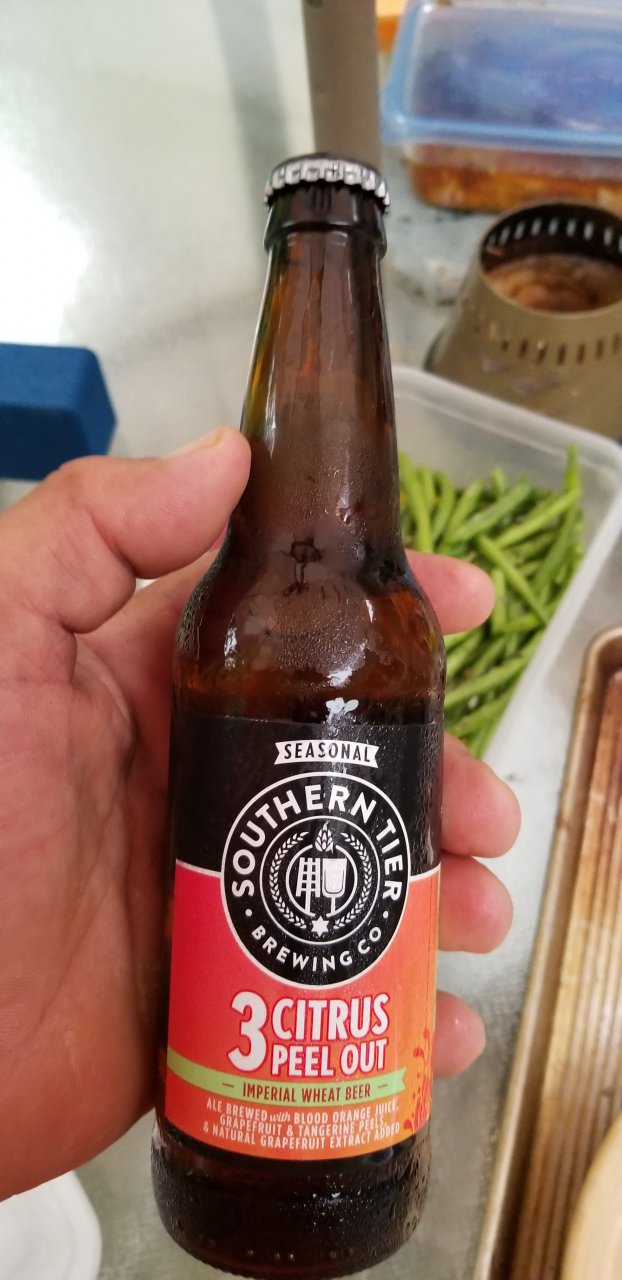 SEASONAL
SOUTHERN TIER
• BREWING CO •
3 CITRUS
PEEL OUT
— IMPERIAL WHEAT BEER —
ALE BREWED with BLOOD ORANGE JUICE,
GRAPEFRUIT & TANGERINE PEELS,
& NATURAL GRAPEFRUIT EXTRACT ADDED